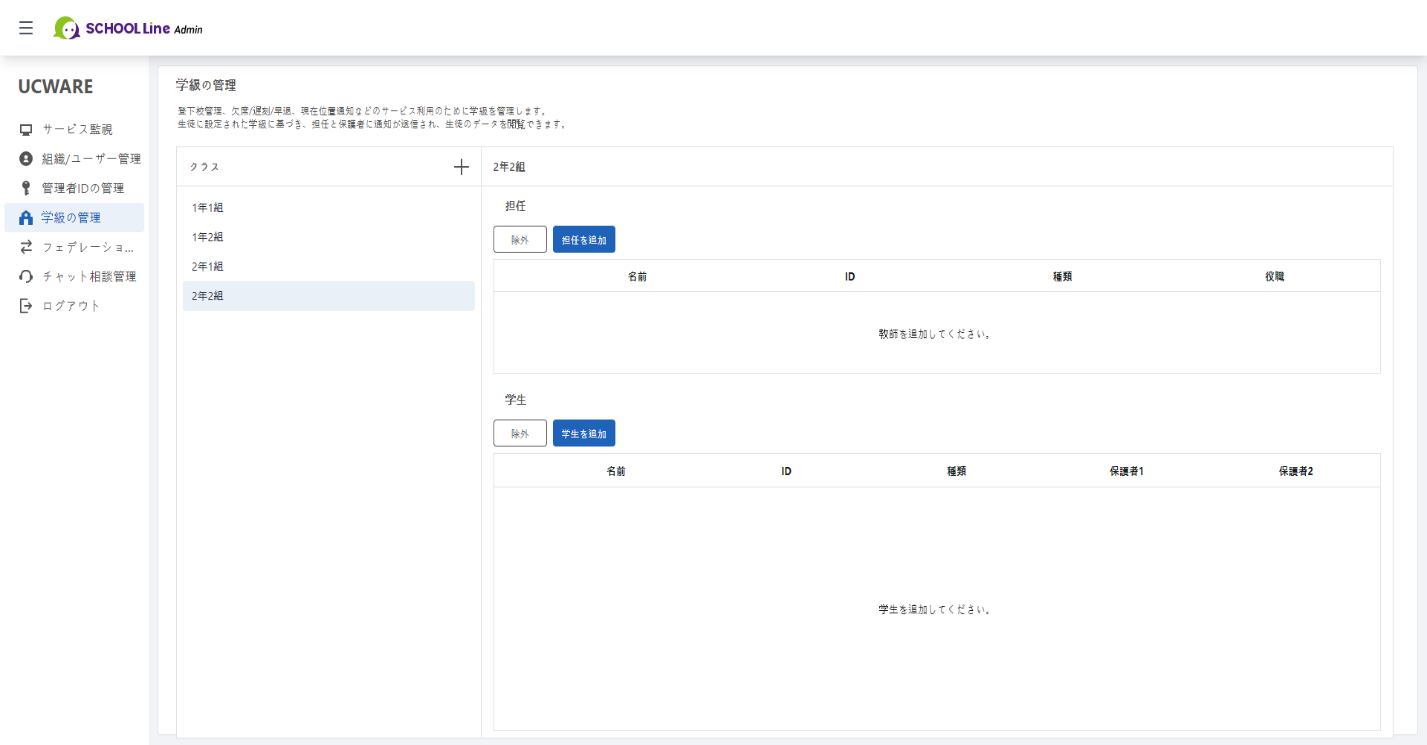 SCHOOL Line Admin
UCWARE
サービス監視
組織/ユーザー管理
管理者IDの管理
学級の管理
フェデレーショ...
チャット相談管理
ログアウト
学級の管理
登下校管理、欠席/遅刻/早退、現在位置通知などのサービス利用のために学級を管理します。
生徒に設定された学級に基づき、担任と保護者に通知が送信され、生徒のデータを閲覧できます。
クラス
1年1組
1年2組
2年1組
2年2組
2年2組
担任
除外 担任を追加
名前 ID 種類 役職
教師を追加してください。
学生
除外 学生を追加
名前 ID 種類 保護者1 保護者2
学生を追加してください。